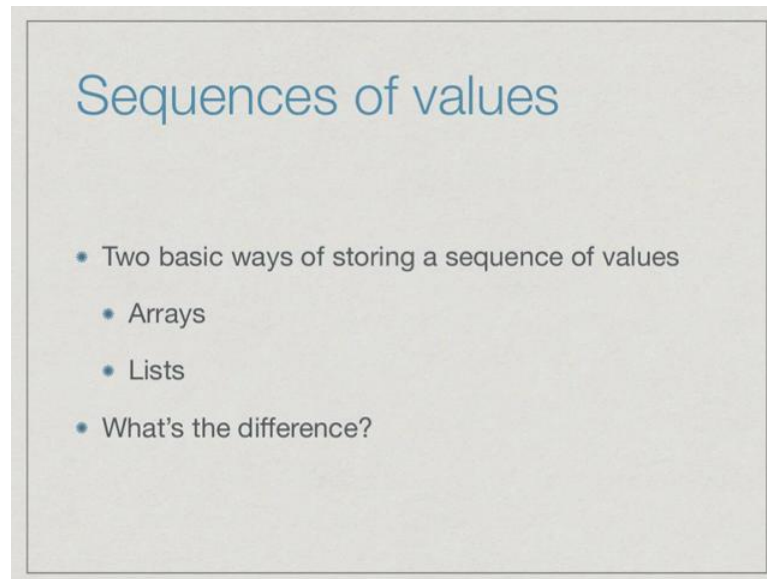 Sequences of values
Two basic ways of storing a sequence of values
Arrays
Lists
What's the difference?